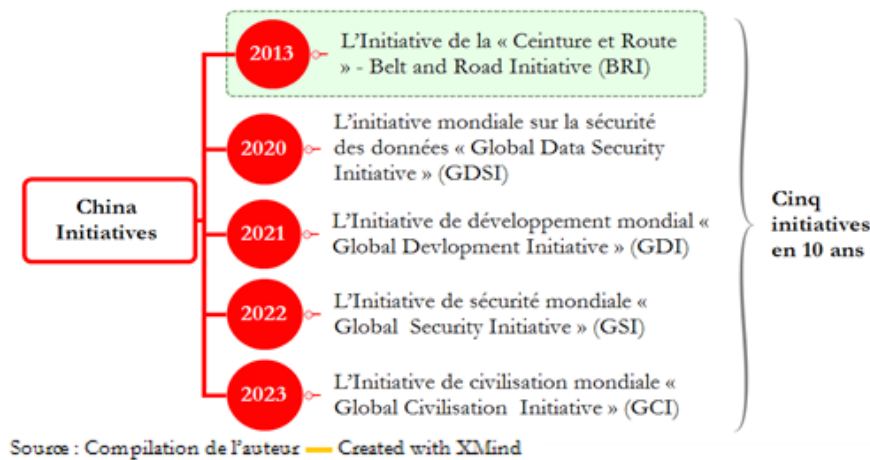 2013
L'Initiative de la « Ceinture et Route
» - Belt and Road Initiative (BRI)
2020
L'initiative mondiale sur la sécurité
des données « Global Data Security
Initiative » (GDSI)
China
Initiatives
2021
L'Initiative de développement mondial «
Global Devlopment Initiative » (GDI)
Cinq
initiatives
en 10 ans
2022
L'Initiative de sécurité mondiale «
Global Security Initiative » (GSI)
2023
L'Initiative de civilisation mondiale «
Global Civilisation Initiative » (GCI)
Source : Compilation de l'auteur — Created with XMind